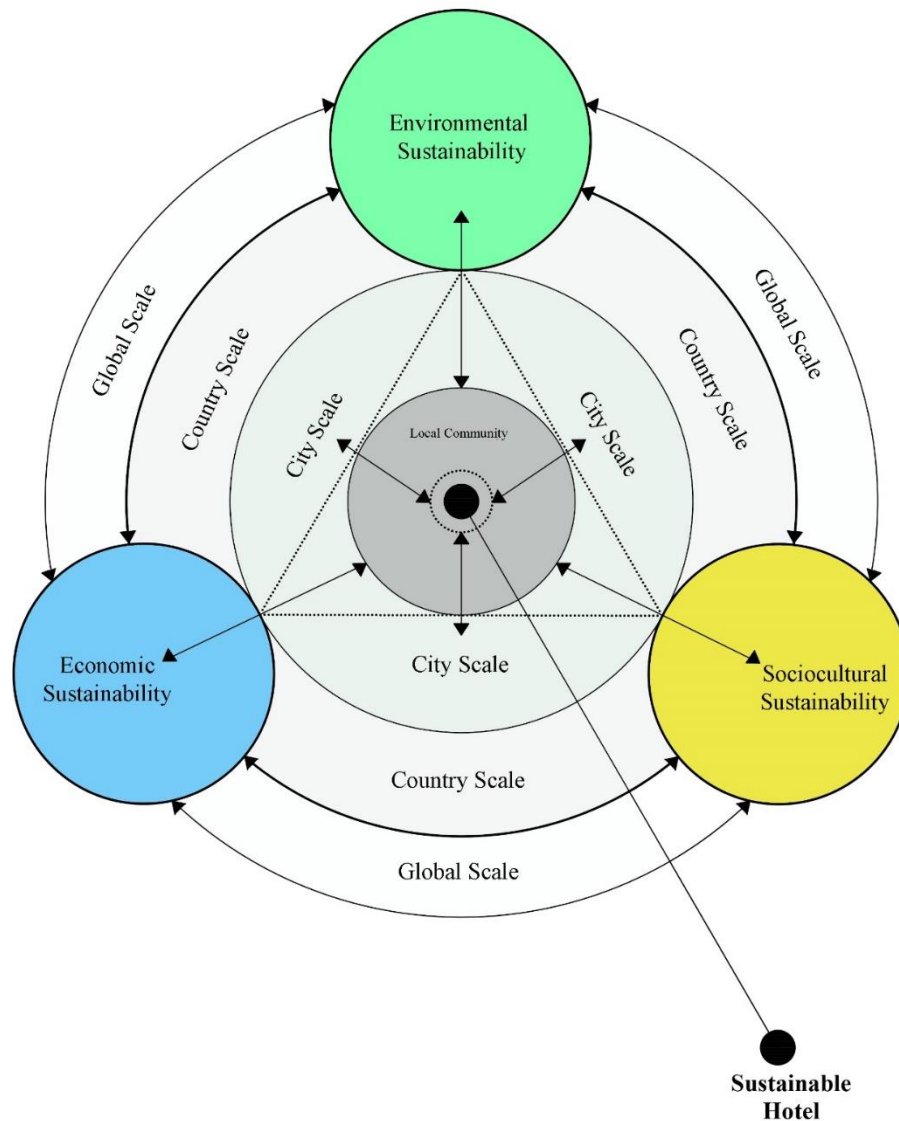 Environmental
Sustainability
Global Scale
Global Scale
Country Scale
Country Scale
City Scale
City Scale
Local Community
Economic
Sustainability
City Scale
Sociocultural
Sustainability
Country Scale
Global Scale
Sustainable
Hotel